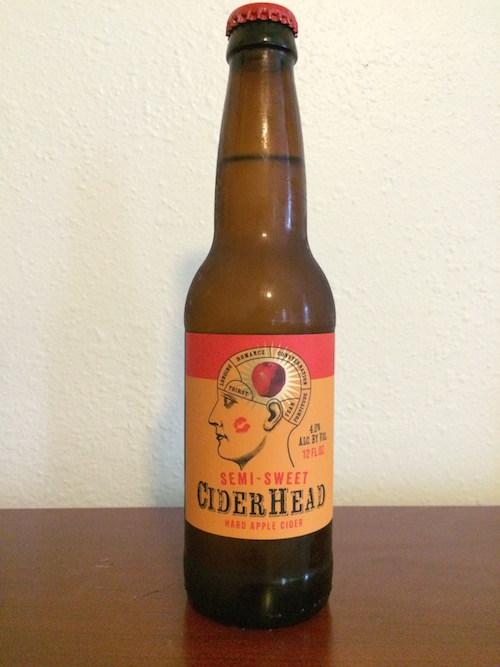 LONGING
ROMANCE
CONVERSATION
THIRST
FEAR
FORTITUDE
4.0%
ALC. BY VOL.
12 FL OZ
SEMI-SWEET
CIDERHEAD
HARD APPLE CIDER